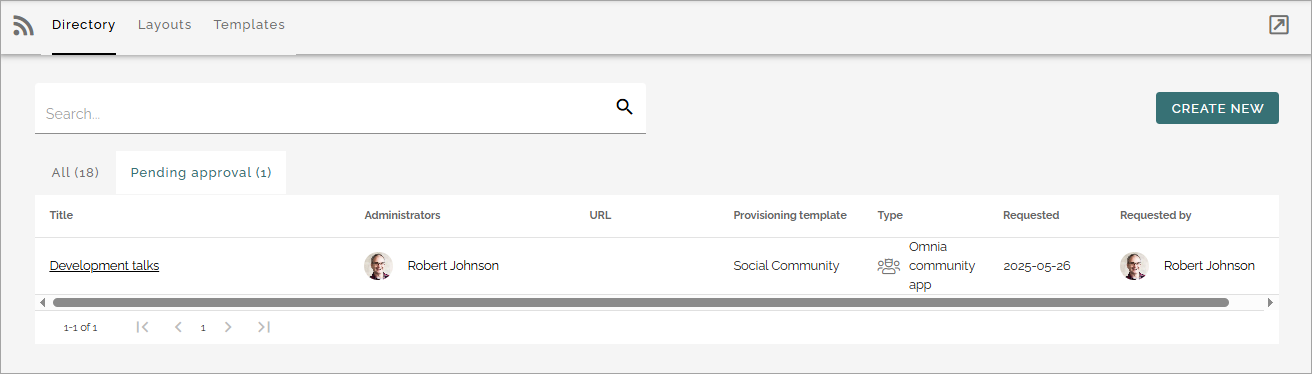 Directory Layouts Templates
Search...
CREATE NEW
All (18) Pending approval (1)
Title Administrators URL Provisioning template Type Requested Requested by
Development talks Robert Johnson Social Community Omnia community app 2025-05-26 Robert Johnson
1-1 of 1 1